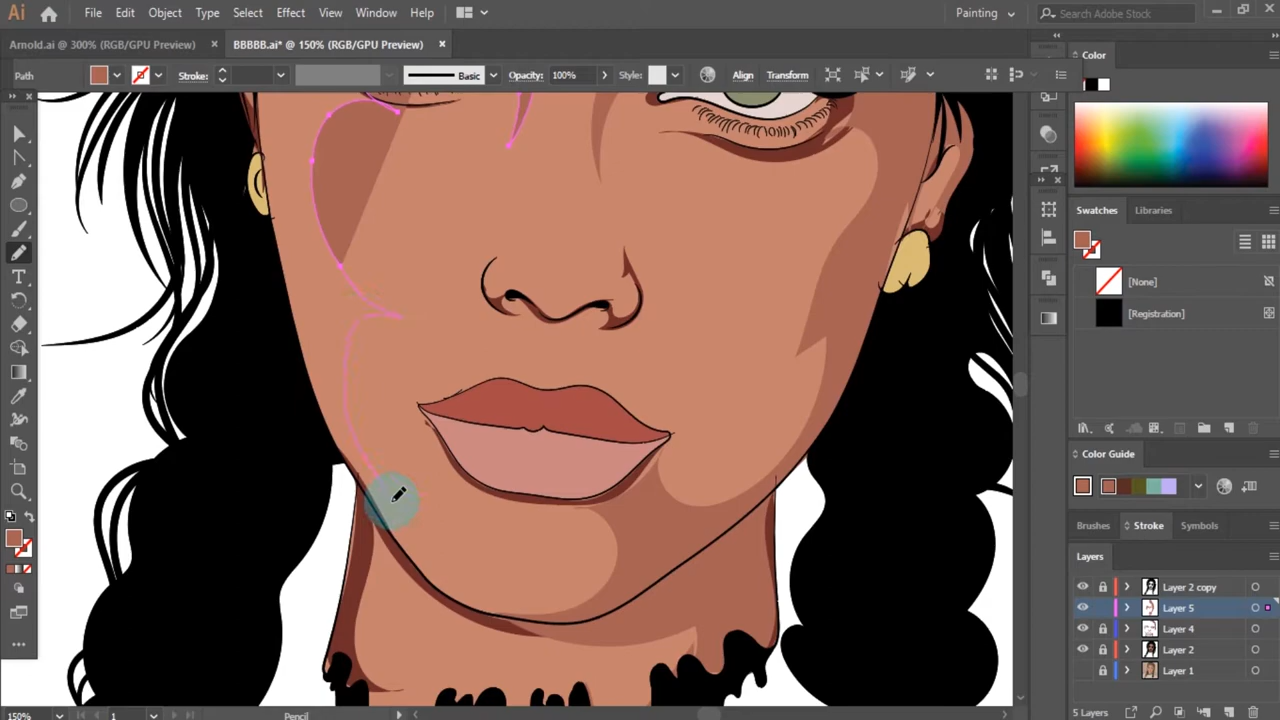 Ai File Edit Object Type Select Effect View Window Help Painting Search Adobe Stock
Arnold.ai @ 300% (RGB/GPU Preview) × BBBBB.ai* @ 150% (RGB/GPU Preview) ×
Path Stroke: Basic Opacity: 100% Style: Align Transform
Color
Swatches Libraries
[None]
[Registration]
Color Guide
Brushes Stroke Symbols
Layers
Layer 2 copy
Layer 5
Layer 4
Layer 2
Layer 1
5 Layers
150% 1 Pencil